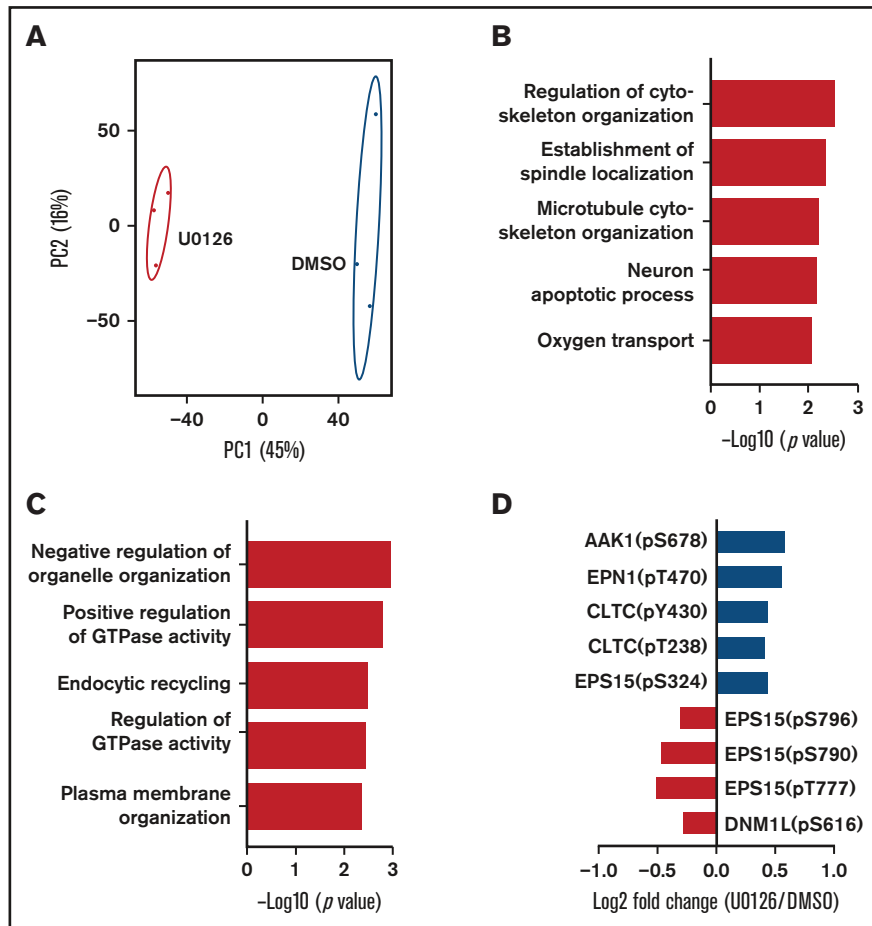 A
PC2 (16%)
50
0
−50
U0126
DMSO
−40
0
40
PC1 (45%)
B
Regulation of cyto-
skeleton organization
Establishment of
spindle localization
Microtubule cyto-
skeleton organization
Neuron
apoptotic process
Oxygen transport
0
1
2
3
−Log10 (p value)
C
Negative regulation of
organelle organization
Positive regulation
of GTPase activity
Endocytic recycling
Regulation of
GTPase activity
Plasma membrane
organization
0
1
2
3
−Log10 (p value)
D
AAK1(pS678)
EPN1(pT470)
CLTC(pY430)
CLTC(pT238)
EPS15(pS324)
EPS15(pS796)
EPS15(pS790)
EPS15(pT777)
DNM1L(pS616)
−1.0
−0.5
0.0
0.5
1.0
Log2 fold change (U0126/DMSO)